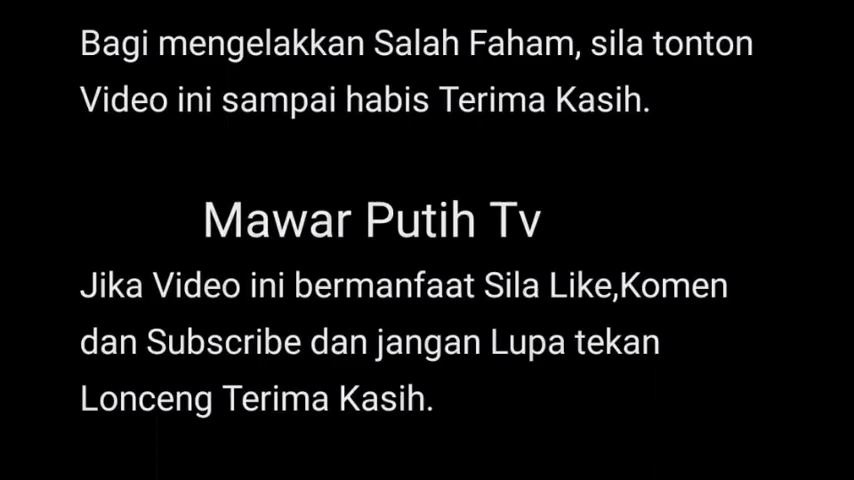 Bagi mengelakkan Salah Faham, sila tonton
Video ini sampai habis Terima Kasih.
Mawar Putih Tv
Jika Video ini bermanfaat Sila Like,Komen
dan Subscribe dan jangan Lupa tekan
Lonceng Terima Kasih.